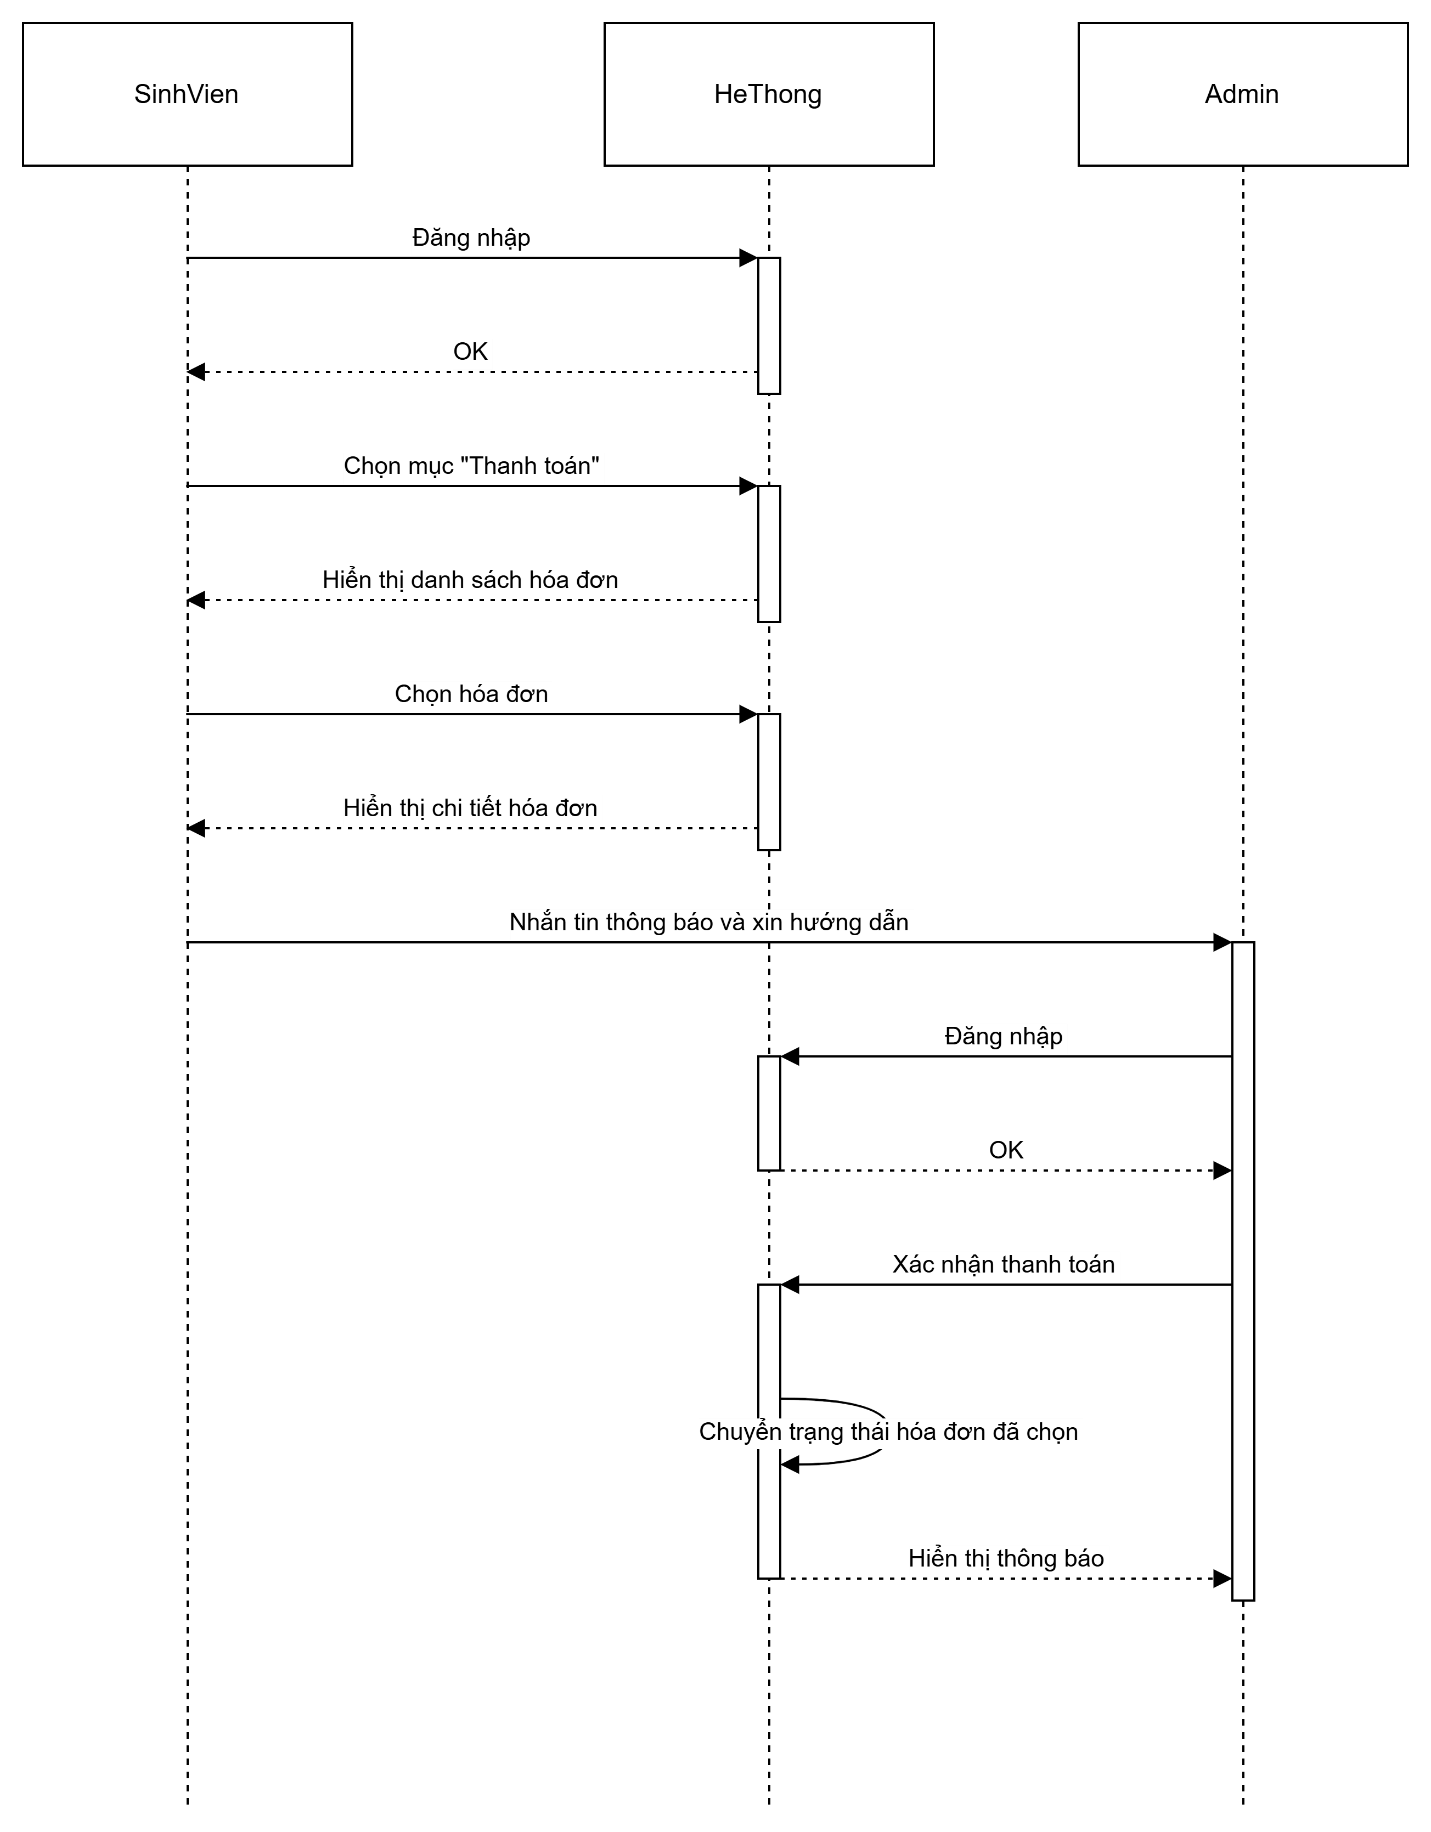 SinhVien
HeThong
Admin
Đăng nhập
OK
Chọn mục "Thanh toán"
Hiển thị danh sách hóa đơn
Chọn hóa đơn
Hiển thị chi tiết hóa đơn
Nhắn tin thông báo và xin hướng dẫn
Đăng nhập
OK
Xác nhận thanh toán
Chuyển trạng thái hóa đơn đã chọn
Hiển thị thông báo